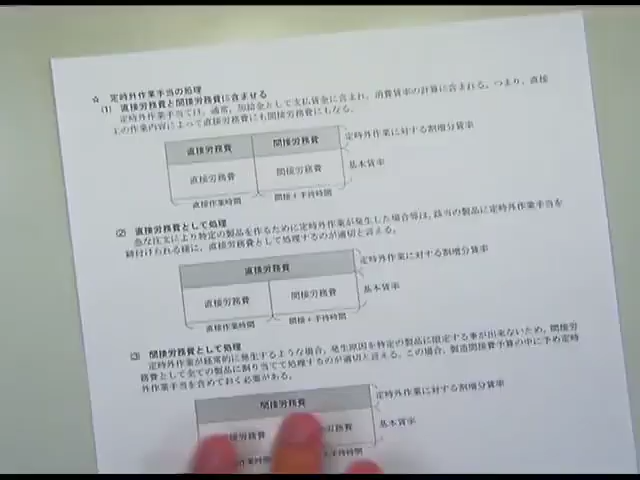 ☆ 定時外作業手当の処理
(1) 直接労務費と間接労務費に含ませる
定時外作業手当ては、通常、加給金として支払賃金に含まれ、消費賃率の計算に含まれる。つまり、直接
工の作業内容によって直接労務費にも間接労務費にもなる。
直接労務費 間接労務費 定時外作業に対する割増分賃率
直接労務費 間接労務費 基本賃率
直接作業時間 間接+手待時間
(2) 直接労務費として処理
急な注文により特定の製品を作るために定時外作業が発生した場合等は、該当の製品に定時外作業手当を
紐付けられる様に、直接労務費として処理するのが適切と言える。
直接労務費 定時外作業に対する割増分賃率
直接労務費 間接労務費 基本賃率
直接作業時間 間接+手待時間
(3) 間接労務費として処理
定時外作業が経常的に発生するような場合、発生原因を特定の製品に限定する事が出来ないため、間接労
務費として全ての製品に割り当てて処理するのが適切と言える。この場合、製造間接費予算の中に予め定時
外作業手当を含めておく必要がある。
間接労務費 定時外作業に対する割増分賃率
労務費 労務費 基本賃率
作業時間 手待時間